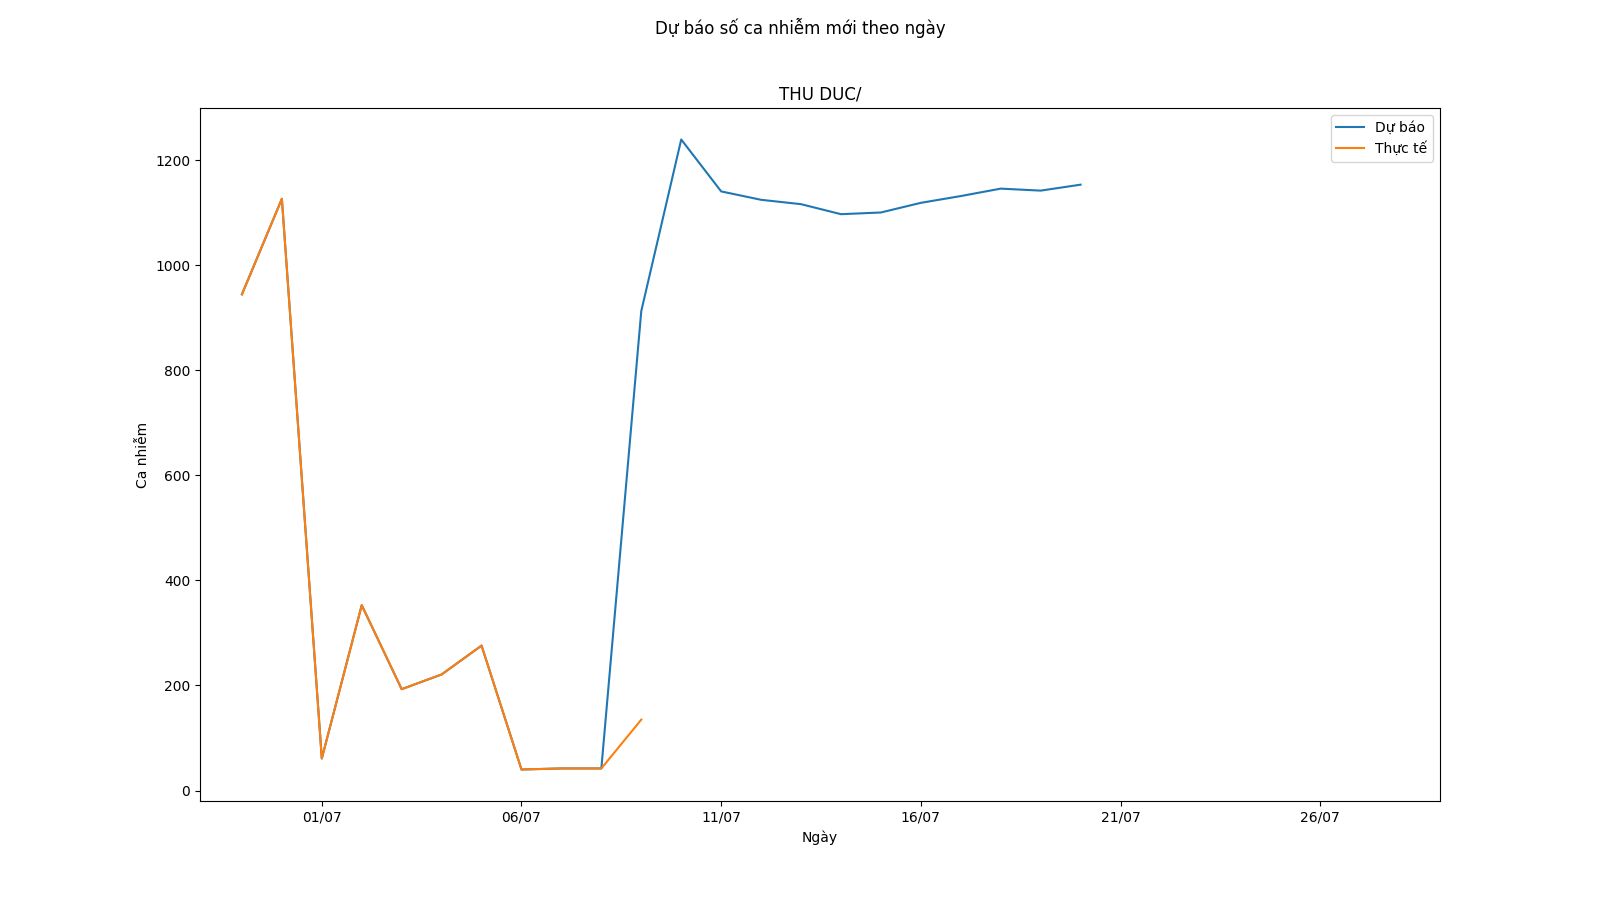 Dự báo số ca nhiễm mới theo ngày
THU DUC/
Dự báo
Thực tế
Ca nhiễm
1200
1000
800
600
400
200
0
01/07
06/07
11/07
16/07
21/07
26/07
Ngày